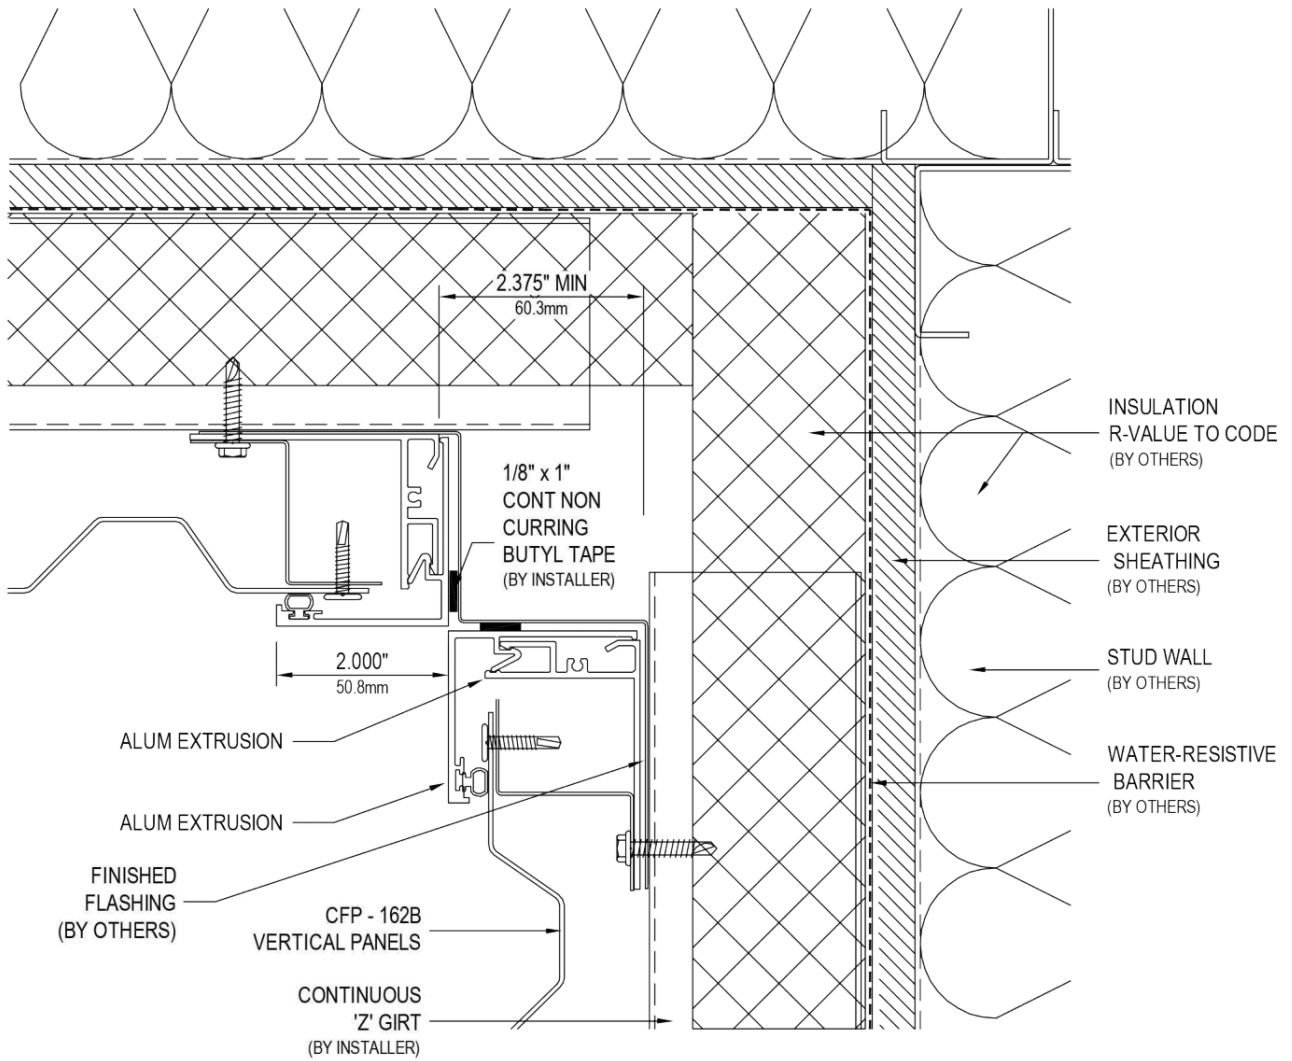 2.375" MIN
60.3mm
1/8" x 1"
CONT NON
CURRING
BUTYL TAPE
(BY INSTALLER)
INSULATION
R-VALUE TO CODE
(BY OTHERS)
EXTERIOR
SHEATHING
(BY OTHERS)
STUD WALL
(BY OTHERS)
WATER-RESISTIVE
BARRIER
(BY OTHERS)
2.000"
50.8mm
ALUM EXTRUSION
ALUM EXTRUSION
FINISHED
FLASHING
(BY OTHERS)
CFP - 162B
VERTICAL PANELS
CONTINUOUS
'Z' GIRT
(BY INSTALLER)